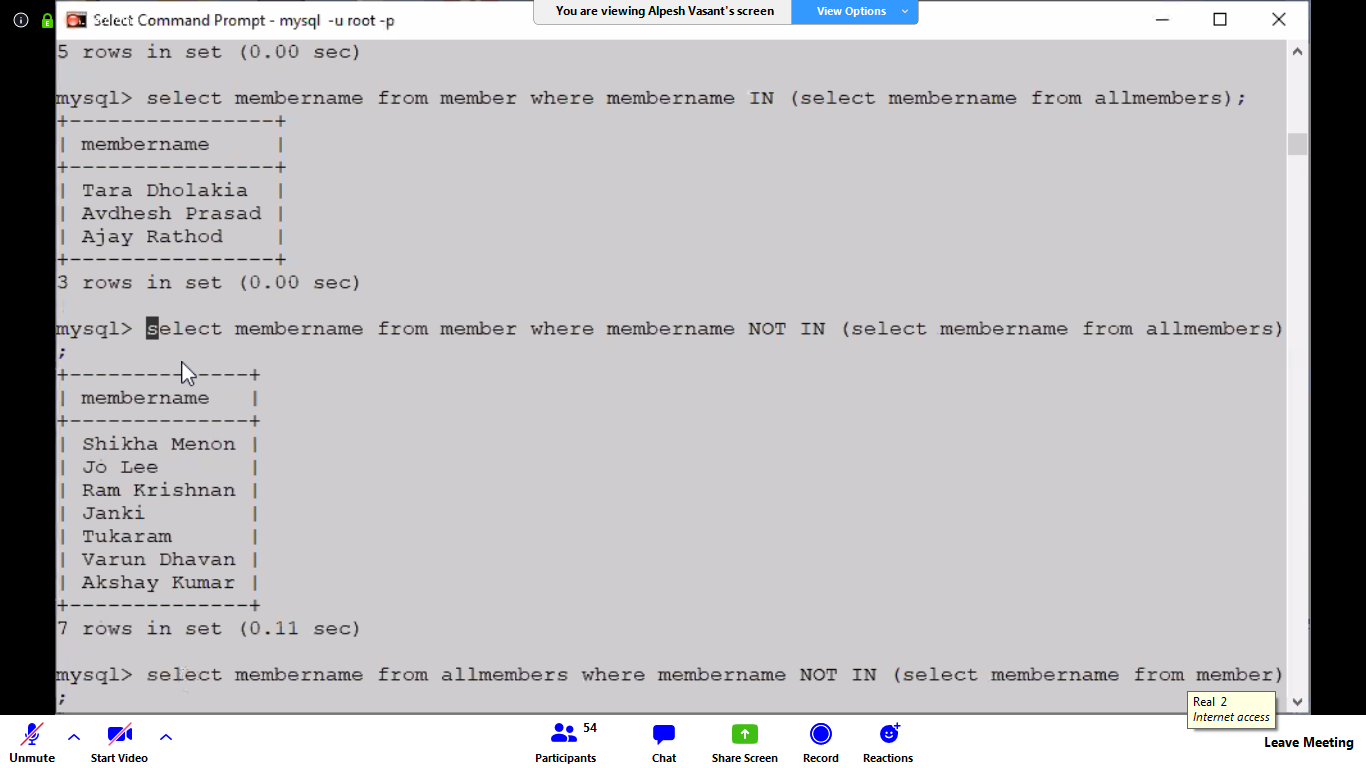 You are viewing Alpesh Vasant's screen
View Options
Select Command Prompt - mysql -u root -p
5 rows in set (0.00 sec)
mysql> select membername from member where membername IN (select membername from allmembers);
+----------------+
| membername     |
+----------------+
| Tara Dholakia  |
| Avdhesh Prasad |
| Ajay Rathod    |
+----------------+
3 rows in set (0.00 sec)
mysql> select membername from member where membername NOT IN (select membername from allmembers)
;
+--------------+
| membername   |
+--------------+
| Shikha Menon |
| Jo Lee       |
| Ram Krishnan |
| Janki        |
| Tukaram      |
| Varun Dhavan |
| Akshay Kumar |
+--------------+
7 rows in set (0.11 sec)
mysql> select membername from allmembers where membername NOT IN (select membername from member)
;
Real 2
Internet access
54
Unmute
Start Video
Participants
Chat
Share Screen
Record
Reactions
Leave Meeting